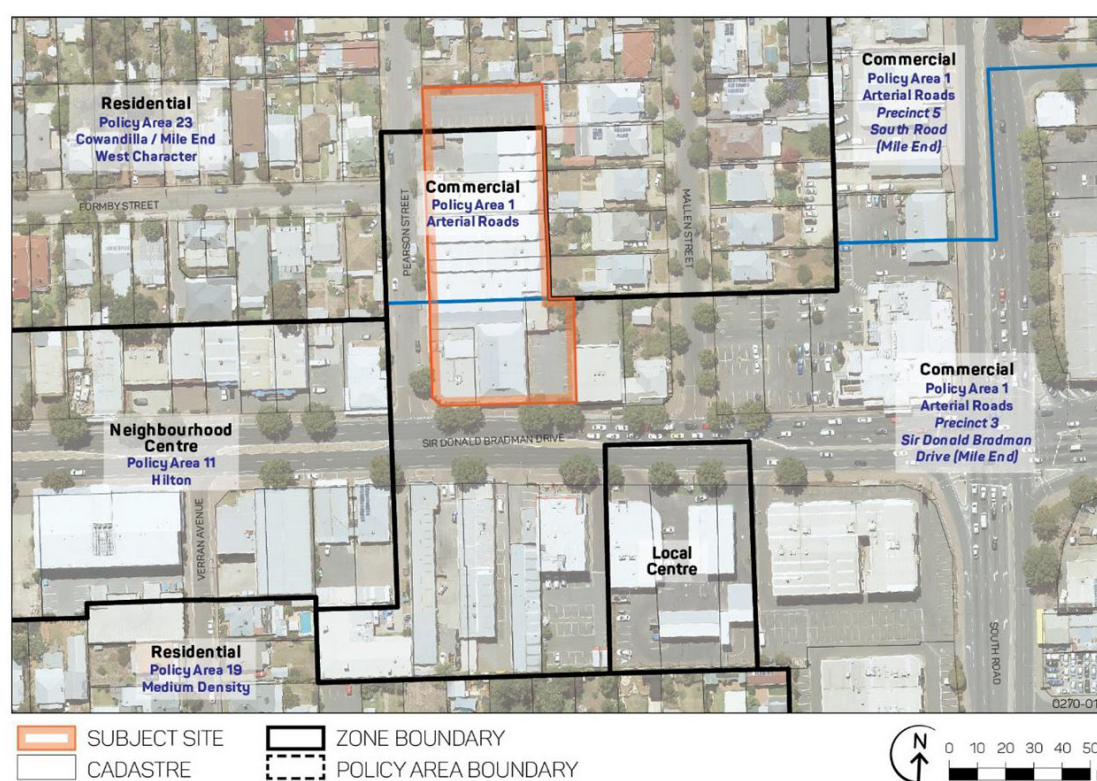 Residential
Policy Area 23
Cowandilla / Mile End
West Character
Commercial
Policy Area 1
Arterial Roads
Precinct 5
South Road
(Mile End)
FORMBY STREET
PEARSON STREET
Commercial
Policy Area 1
Arterial Roads
MALLEN STREET
Neighbourhood
Centre
Policy Area 11
Hilton
SIR DONALD BRADMAN DRIVE
Commercial
Policy Area 1
Arterial Roads
Precinct 3
Sir Donald Bradman
Drive (Mile End)
VERRAN AVENUE
Local
Centre
Residential
Policy Area 19
Medium Density
SOUTH ROAD
0270-01
SUBJECT SITE
CADASTRE
ZONE BOUNDARY
POLICY AREA BOUNDARY
N
0 10 20 30 40 50